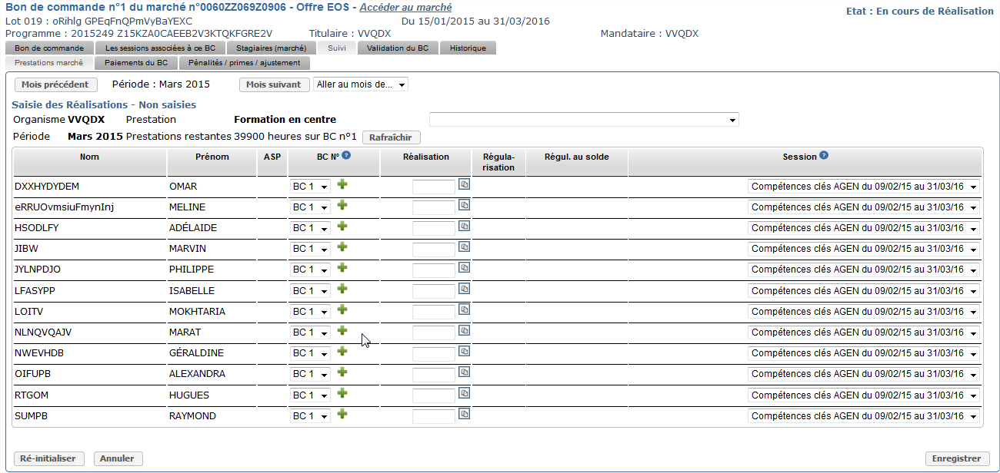 Bon de commande n°1 du marché n°0060ZZ069Z0906 - Offre EOS - Accéder au marché
Etat : En cours de Réalisation
Lot 019 : oRihlg GPEqFnQPmVyBaYEXC Du 15/01/2015 au 31/03/2016
Programme : 2015249 Z15KZA0CAEEB2V3KTQKFGRE2V Titulaire : VVQDX Mandataire : VVQDX
Bon de commande Les sessions associées à ce BC Stagiaires (marché) Suivi Validation du BC Historique
Prestations marché Paiements du BC Pénalités / primes / ajustement
Mois précédent Période : Mars 2015 Mois suivant Aller au mois de...
Saisie des Réalisations - Non saisies
Organisme VVQDX Prestation Formation en centre
Période Mars 2015 Prestations restantes 39900 heures sur BC n°1 Rafraîchir
Nom Prénom ASP BC N° ? Réalisation Régula-risation Régul. au solde Session ?
DXXHYDYDEM OMAR BC 1 Compétences clés AGEN du 09/02/15 au 31/03/16
eRRUOvmsiuFmynInj MELINE BC 1 Compétences clés AGEN du 09/02/15 au 31/03/16
HSODLFY ADÉLAIDE BC 1 Compétences clés AGEN du 09/02/15 au 31/03/16
JIBW MARVIN BC 1 Compétences clés AGEN du 09/02/15 au 31/03/16
JYLNPDJO PHILIPPE BC 1 Compétences clés AGEN du 09/02/15 au 31/03/16
LFASYPP ISABELLE BC 1 Compétences clés AGEN du 09/02/15 au 31/03/16
LOITV MOKHTARIA BC 1 Compétences clés AGEN du 09/02/15 au 31/03/16
NLNQVQAJV MARAT BC 1 Compétences clés AGEN du 09/02/15 au 31/03/16
NWEVHDB GÉRALDINE BC 1 Compétences clés AGEN du 09/02/15 au 31/03/16
OIFUPB ALEXANDRA BC 1 Compétences clés AGEN du 09/02/15 au 31/03/16
RTGOM HUGUES BC 1 Compétences clés AGEN du 09/02/15 au 31/03/16
SUMPB RAYMOND BC 1 Compétences clés AGEN du 09/02/15 au 31/03/16
Ré-initialiser Annuler Enregistrer